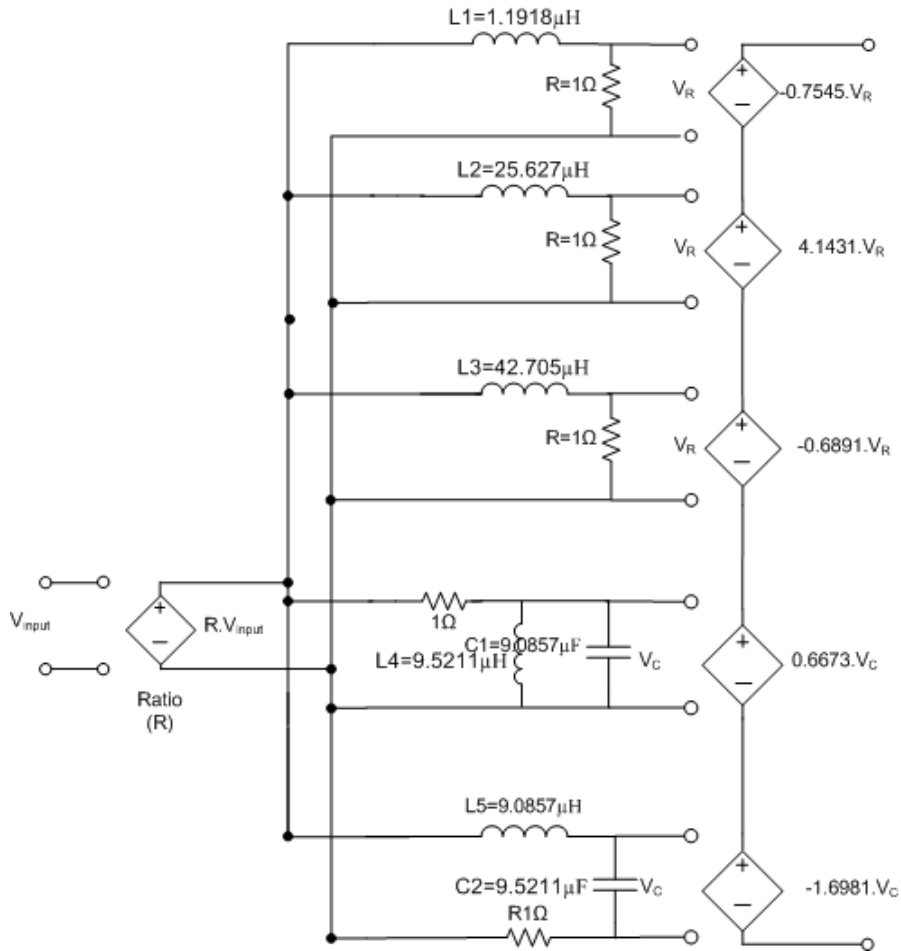 L1=1.1918μH
R=1Ω
V_R
-0.7545.V_R
L2=25.627μH
R=1Ω
V_R
4.1431.V_R
L3=42.705μH
R=1Ω
V_R
-0.6891.V_R
V_input
R.V_input
Ratio
(R)
1Ω
C1=9.0857μF
L4=9.5211μH
V_C
0.6673.V_C
L5=9.0857μH
C2=9.5211μF
V_C
-1.6981.V_C
R1Ω